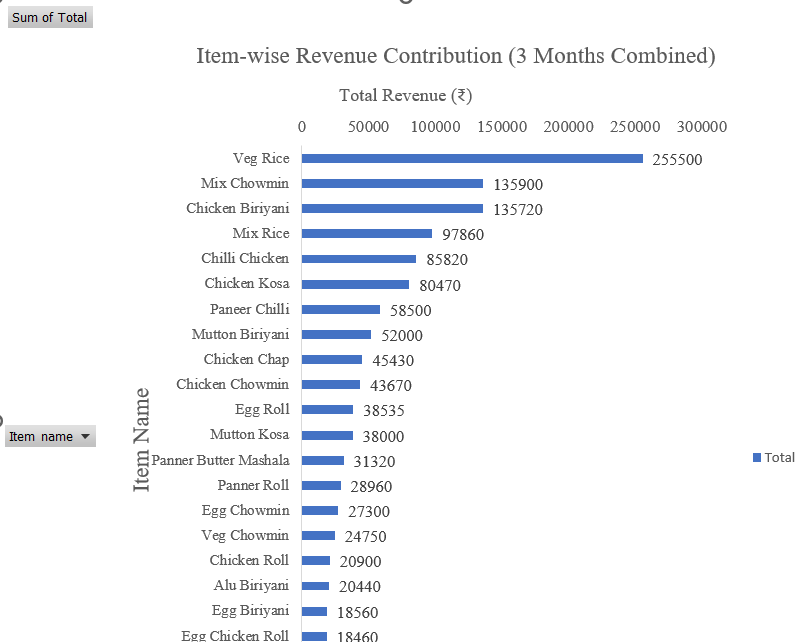 Sum of Total
Item-wise Revenue Contribution (3 Months Combined)
Total Revenue (₹)
0 50000 100000 150000 200000 250000 300000
Veg Rice 255500
Mix Chowmin 135900
Chicken Biriyani 135720
Mix Rice 97860
Chilli Chicken 85820
Chicken Kosa 80470
Paneer Chilli 58500
Mutton Biriyani 52000
Chicken Chap 45430
Chicken Chowmin 43670
Egg Roll 38535
Mutton Kosa 38000
Panner Butter Mashala 31320
Panner Roll 28960
Egg Chowmin 27300
Veg Chowmin 24750
Chicken Roll 20900
Alu Biriyani 20440
Egg Biriyani 18560
Egg Chicken Roll 18460
Item Name
Item name
Total